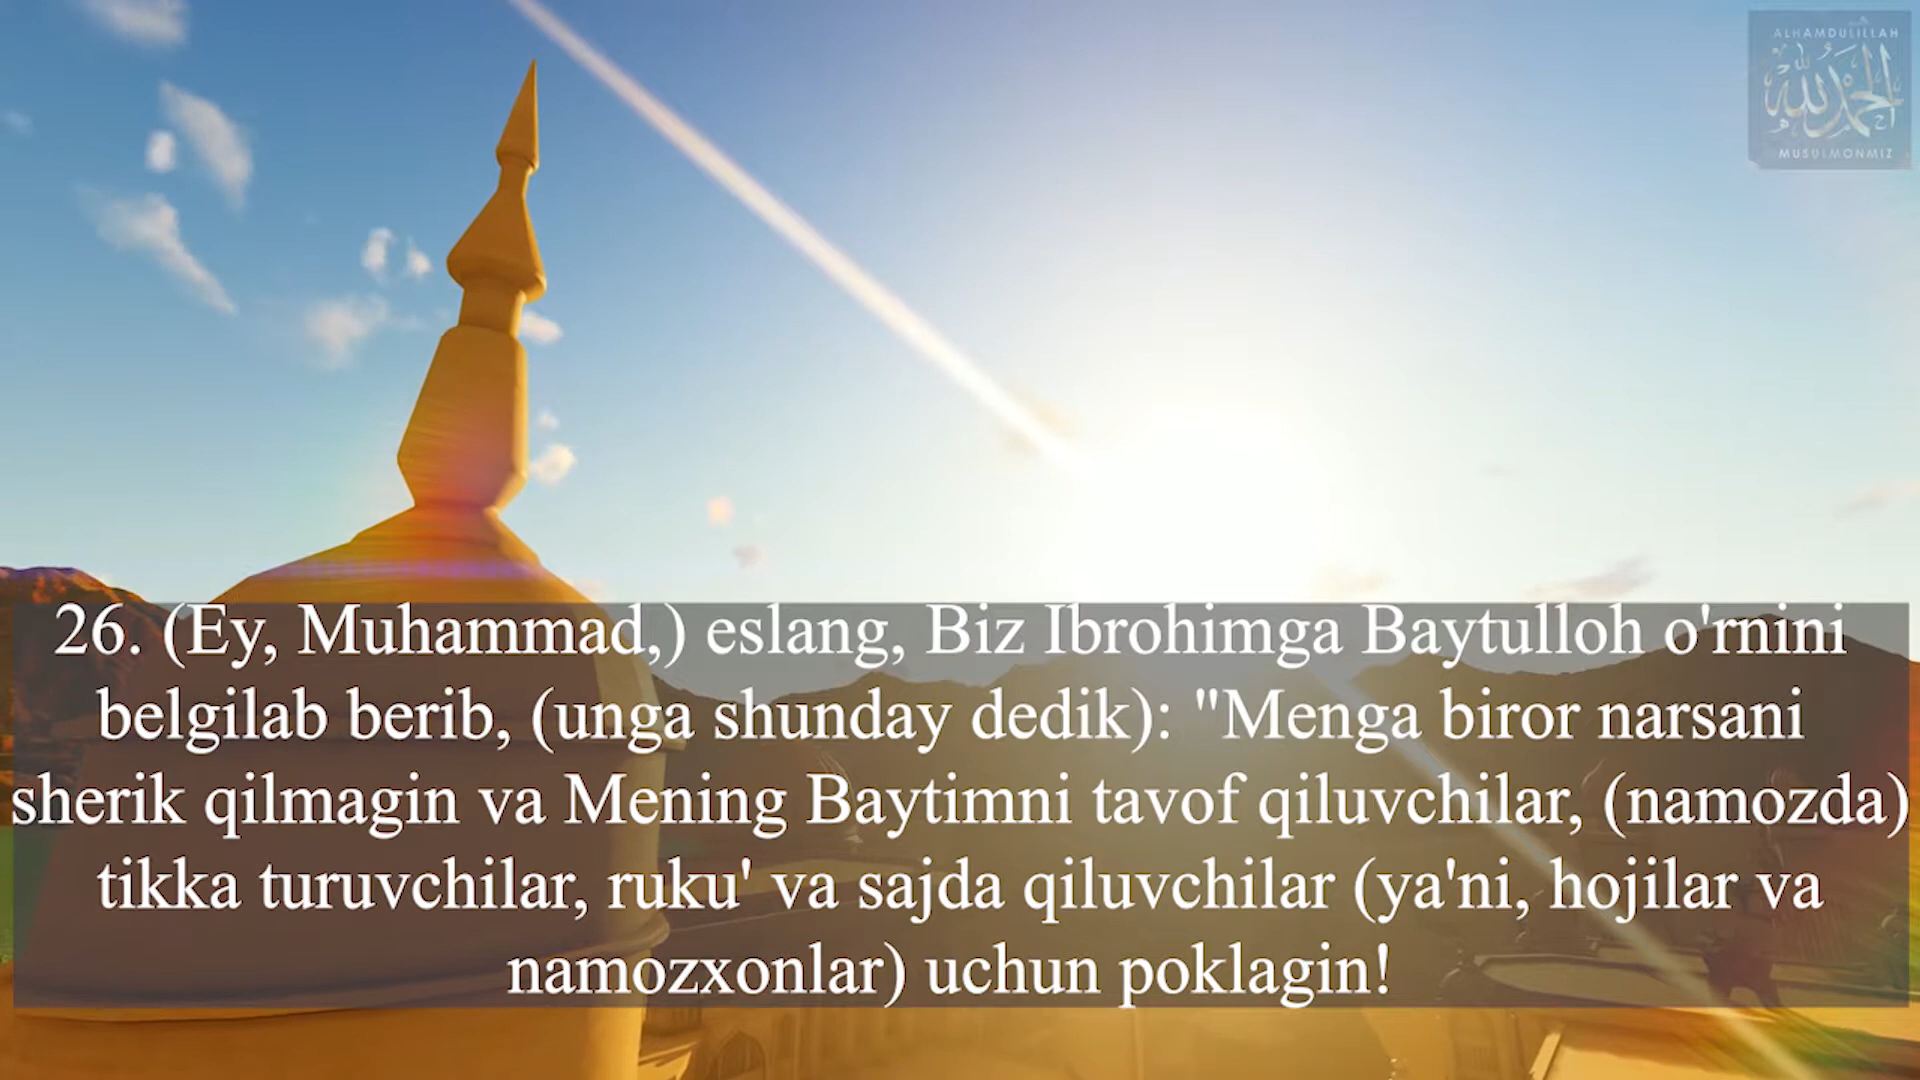 ALHAMDULILLAH
الحمد لله
MUSULMONMIZ
26. (Ey, Muhammad,) eslang, Biz Ibrohimga Baytulloh o'rnini
belgilab berib, (unga shunday dedik): "Menga biror narsani
sherik qilmagin va Mening Baytimni tavof qiluvchilar, (namozda)
tikka turuvchilar, ruku' va sajda qiluvchilar (ya'ni, hojilar va
namozxonlar) uchun poklagin!